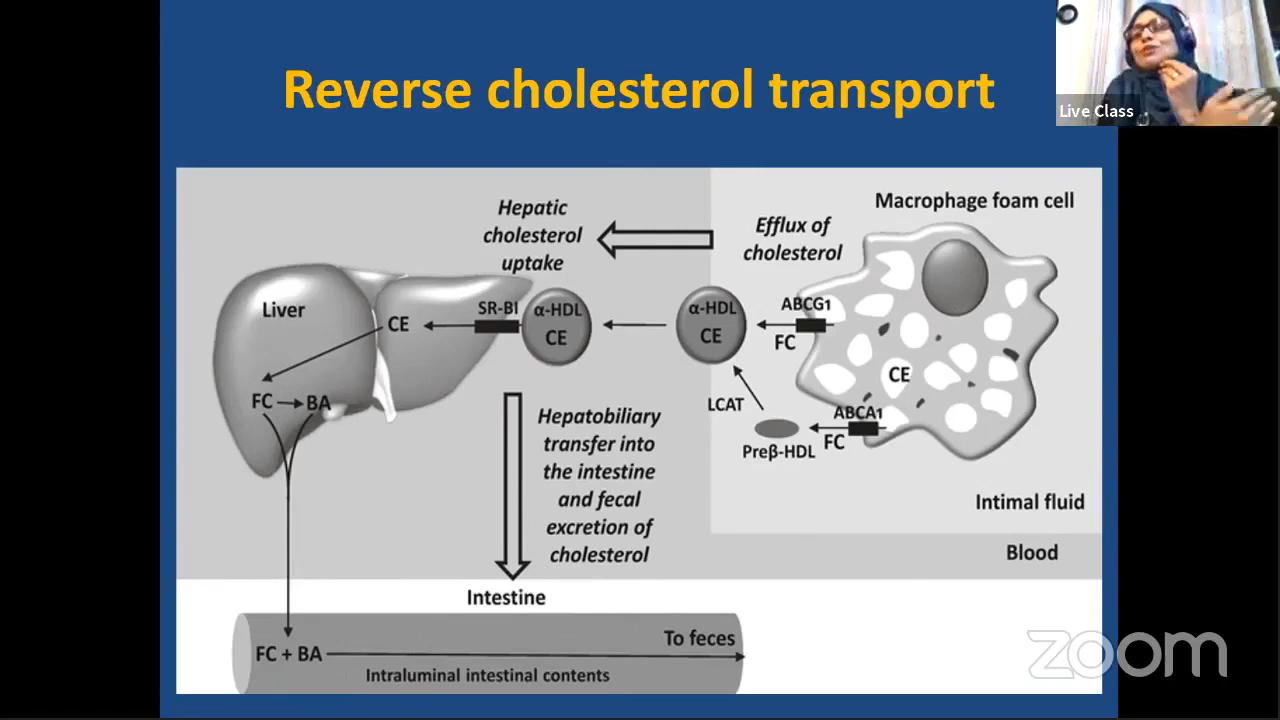 Reverse cholesterol transport
Live Class
Macrophage foam cell
Hepatic
cholesterol
uptake
Efflux of
cholesterol
Liver
CE
SR-BI
α-HDL
CE
α-HDL
CE
ABCG1
FC
CE
FC
BA
LCAT
Preβ-HDL
ABCA1
FC
Hepatobiliary
transfer into
the intestine
and fecal
excretion of
cholesterol
Intimal fluid
Blood
Intestine
FC + BA
To feces
Intraluminal intestinal contents
zoom